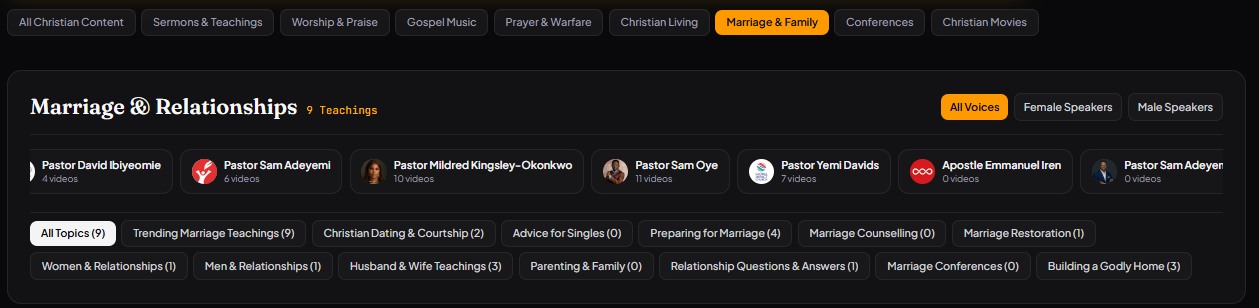 All Christian Content Sermons & Teachings Worship & Praise Gospel Music Prayer & Warfare Christian Living Marriage & Family Conferences Christian Movies
Marriage & Relationships 9 Teachings All Voices Female Speakers Male Speakers
Pastor David Ibiyeomie Pastor Sam Adeyemi Pastor Mildred Kingsley-Okonkwo Pastor Sam Oye Pastor Yemi Davids Apostle Emmanuel Iren Pastor Sam Adeyem
4 videos 6 videos 10 videos 11 videos 7 videos 0 videos 0 videos
All Topics (9) Trending Marriage Teachings (9) Christian Dating & Courtship (2) Advice for Singles (0) Preparing for Marriage (4) Marriage Counselling (0) Marriage Restoration (1)
Women & Relationships (1) Men & Relationships (1) Husband & Wife Teachings (3) Parenting & Family (0) Relationship Questions & Answers (1) Marriage Conferences (0) Building a Godly Home (3)